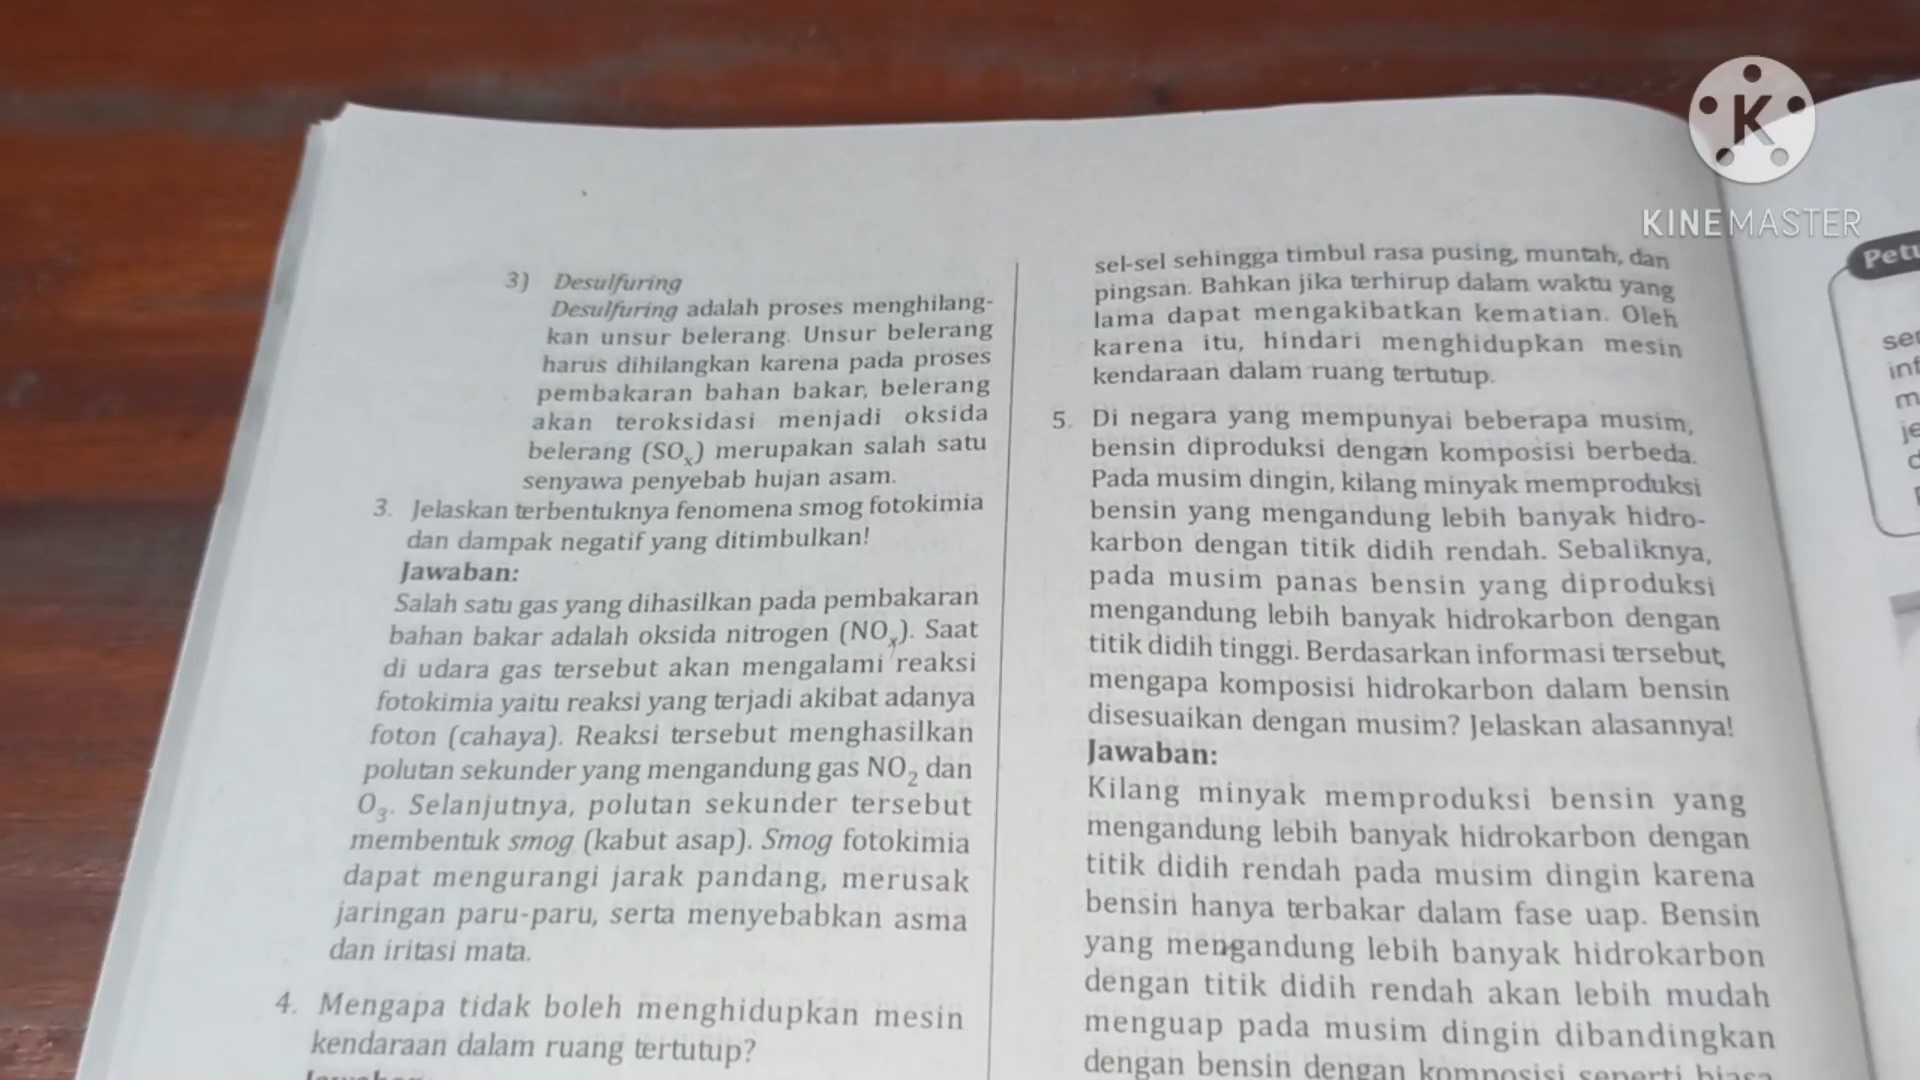 KINEMASTER
3) Desulfuring
Desulfuring adalah proses menghilang-
kan unsur belerang. Unsur belerang
harus dihilangkan karena pada proses
pembakaran bahan bakar, belerang
akan teroksidasi menjadi oksida
belerang (SOₓ) merupakan salah satu
senyawa penyebab hujan asam.
3. Jelaskan terbentuknya fenomena smog fotokimia
dan dampak negatif yang ditimbulkan!
Jawaban:
Salah satu gas yang dihasilkan pada pembakaran
bahan bakar adalah oksida nitrogen (NOₓ). Saat
di udara gas tersebut akan mengalami reaksi
fotokimia yaitu reaksi yang terjadi akibat adanya
foton (cahaya). Reaksi tersebut menghasilkan
polutan sekunder yang mengandung gas NO₂ dan
O₃. Selanjutnya, polutan sekunder tersebut
membentuk smog (kabut asap). Smog fotokimia
dapat mengurangi jarak pandang, merusak
jaringan paru-paru, serta menyebabkan asma
dan iritasi mata.
4. Mengapa tidak boleh menghidupkan mesin
kendaraan dalam ruang tertutup?
sel-sel sehingga timbul rasa pusing, muntah, dan
pingsan. Bahkan jika terhirup dalam waktu yang
lama dapat mengakibatkan kematian. Oleh
karena itu, hindari menghidupkan mesin
kendaraan dalam ruang tertutup.
5. Di negara yang mempunyai beberapa musim,
bensin diproduksi dengan komposisi berbeda.
Pada musim dingin, kilang minyak memproduksi
bensin yang mengandung lebih banyak hidro-
karbon dengan titik didih rendah. Sebaliknya,
pada musim panas bensin yang diproduksi
mengandung lebih banyak hidrokarbon dengan
titik didih tinggi. Berdasarkan informasi tersebut,
mengapa komposisi hidrokarbon dalam bensin
disesuaikan dengan musim? Jelaskan alasannya!
Jawaban:
Kilang minyak memproduksi bensin yang
mengandung lebih banyak hidrokarbon dengan
titik didih rendah pada musim dingin karena
bensin hanya terbakar dalam fase uap. Bensin
yang mengandung lebih banyak hidrokarbon
dengan titik didih rendah akan lebih mudah
menguap pada musim dingin dibandingkan
dengan bensin dengan komposisi seperti biasa